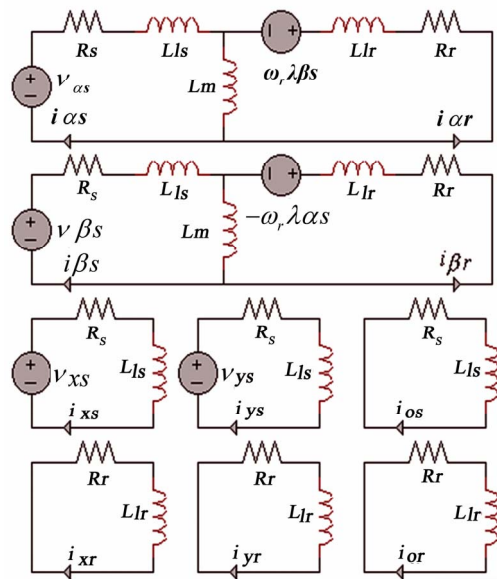 Rs Lls Llr Rr
ν αs Lm ωr λβs
i αs i αr
Rs Lls Llr Rr
ν βs Lm −ωr λαs
iβs iβr
Rs Rs Rs
νxs Lls νys Lls Lls
i xs i ys i os
Rr Rr Rr
Llr Llr Llr
i xr i yr i or